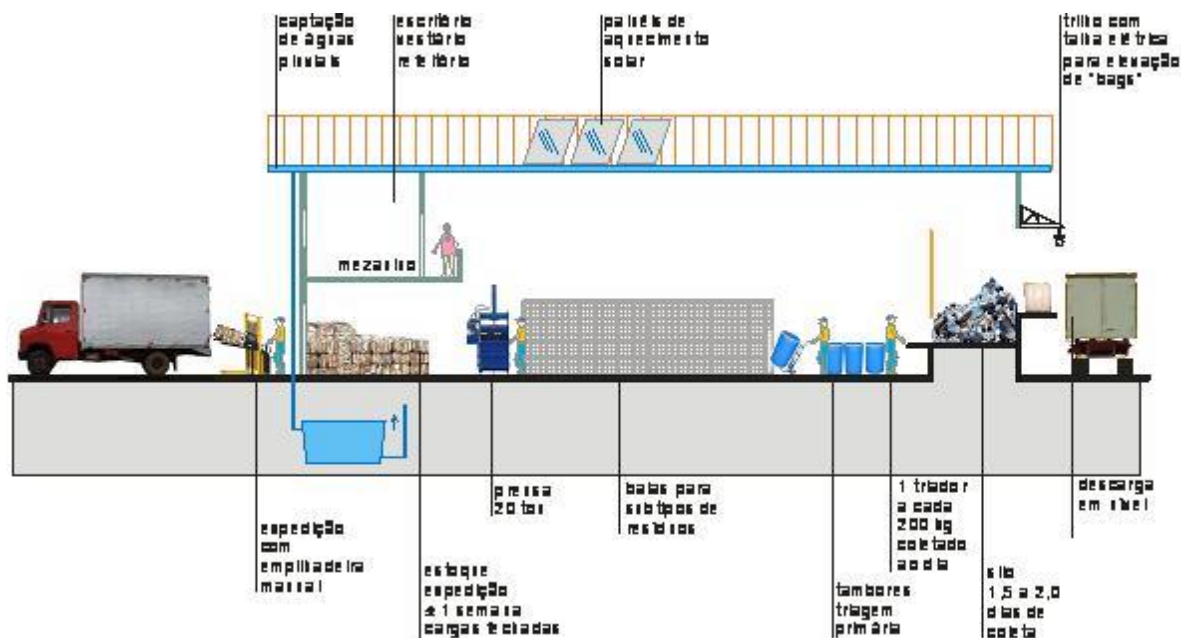 captação
de águas
pluviais
escritório
vestiário
refeitório
painéis de
aquecimento
solar
trilho com
talha elétrica
para elevação
de "bags"
mezanino
expedição
com
empilhadeira
manual
estoque
expedição
± 1 semana
cargas fechadas
prensa
20 ton
baias para
subtipos de
resíduos
tambores
triagem
primária
1 triador
a cada
200 kg
coletado
ao dia
silo
1,5 a 2,0
dias de
coleta
descarga
em nível